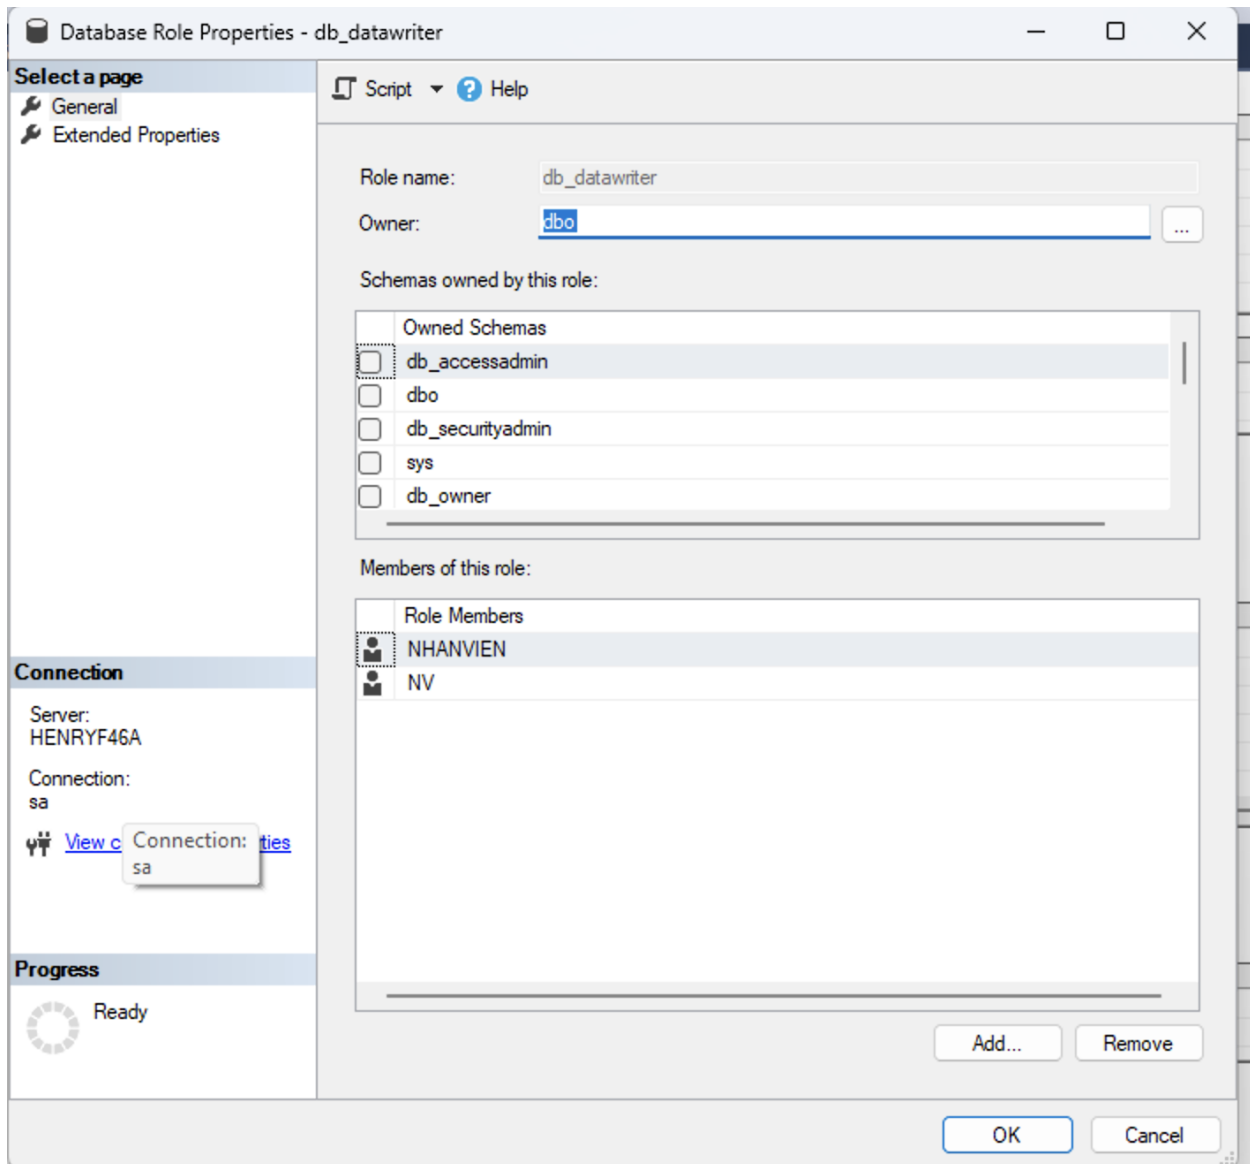 Database Role Properties - db_datawriter
Select a page
General
Extended Properties
Script
Help
Role name:
db_datawriter
Owner:
dbo
...
Schemas owned by this role:
Owned Schemas
db_accessadmin
dbo
db_securityadmin
sys
db_owner
Members of this role:
Role Members
NHANVIEN
NV
Connection
Server:
HENRYF46A
Connection:
sa
View c
ties
Connection:
sa
Progress
Ready
Add...
Remove
OK
Cancel